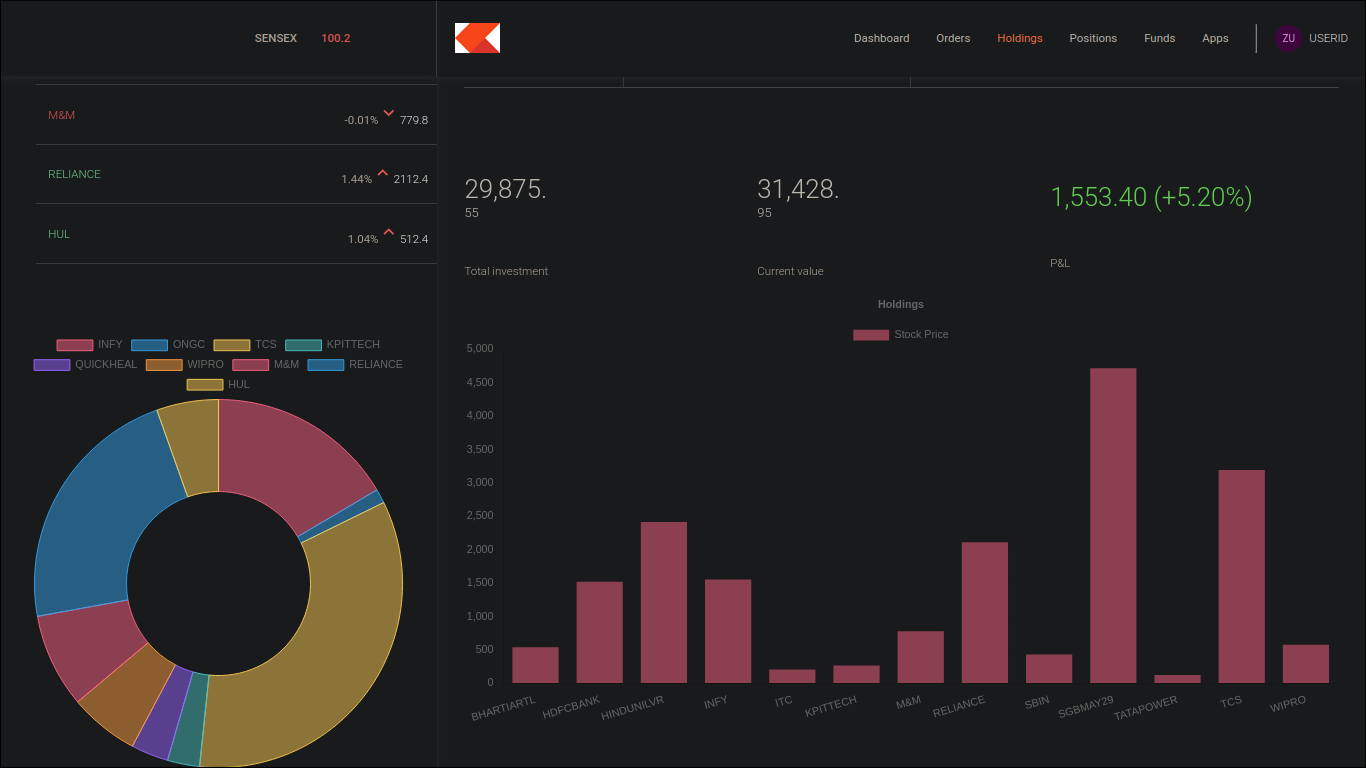 SENSEX 100.2
Dashboard Orders Holdings Positions Funds Apps ZU USERID
M&M -0.01% 779.8
RELIANCE 1.44% 2112.4
HUL 1.04% 512.4
INFY ONGC TCS KPITTECH
QUICKHEAL WIPRO M&M RELIANCE
HUL
29,875.
55
Total investment
31,428.
95
Current value
1,553.40 (+5.20%)
P&L
Holdings
Stock Price
5,000
4,500
4,000
3,500
3,000
2,500
2,000
1,500
1,000
500
0
BHARTIARTL HDFCBANK HINDUNILVR INFY ITC KPITTECH M&M RELIANCE SBIN SGBMAY29 TATAPOWER TCS WIPRO